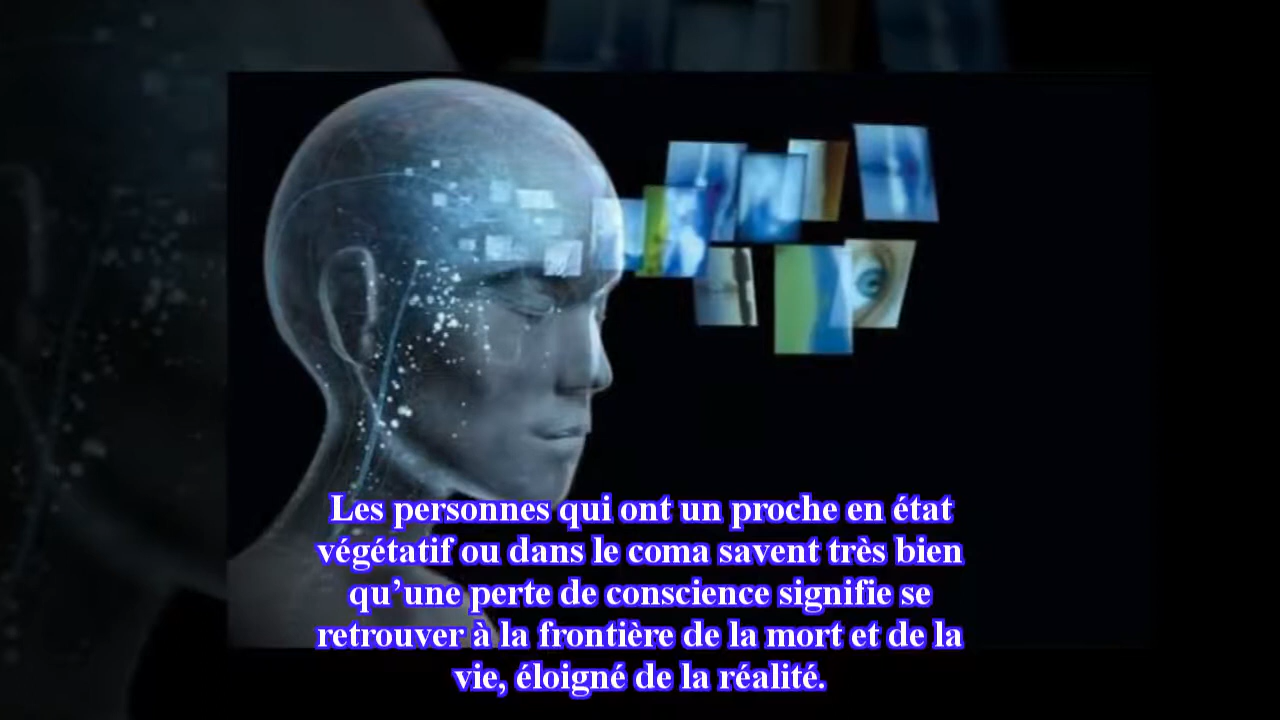 Les personnes qui ont un proche en état
végétatif ou dans le coma savent très bien
qu’une perte de conscience signifie se
retrouver à la frontière de la mort et de la
vie, éloigné de la réalité.